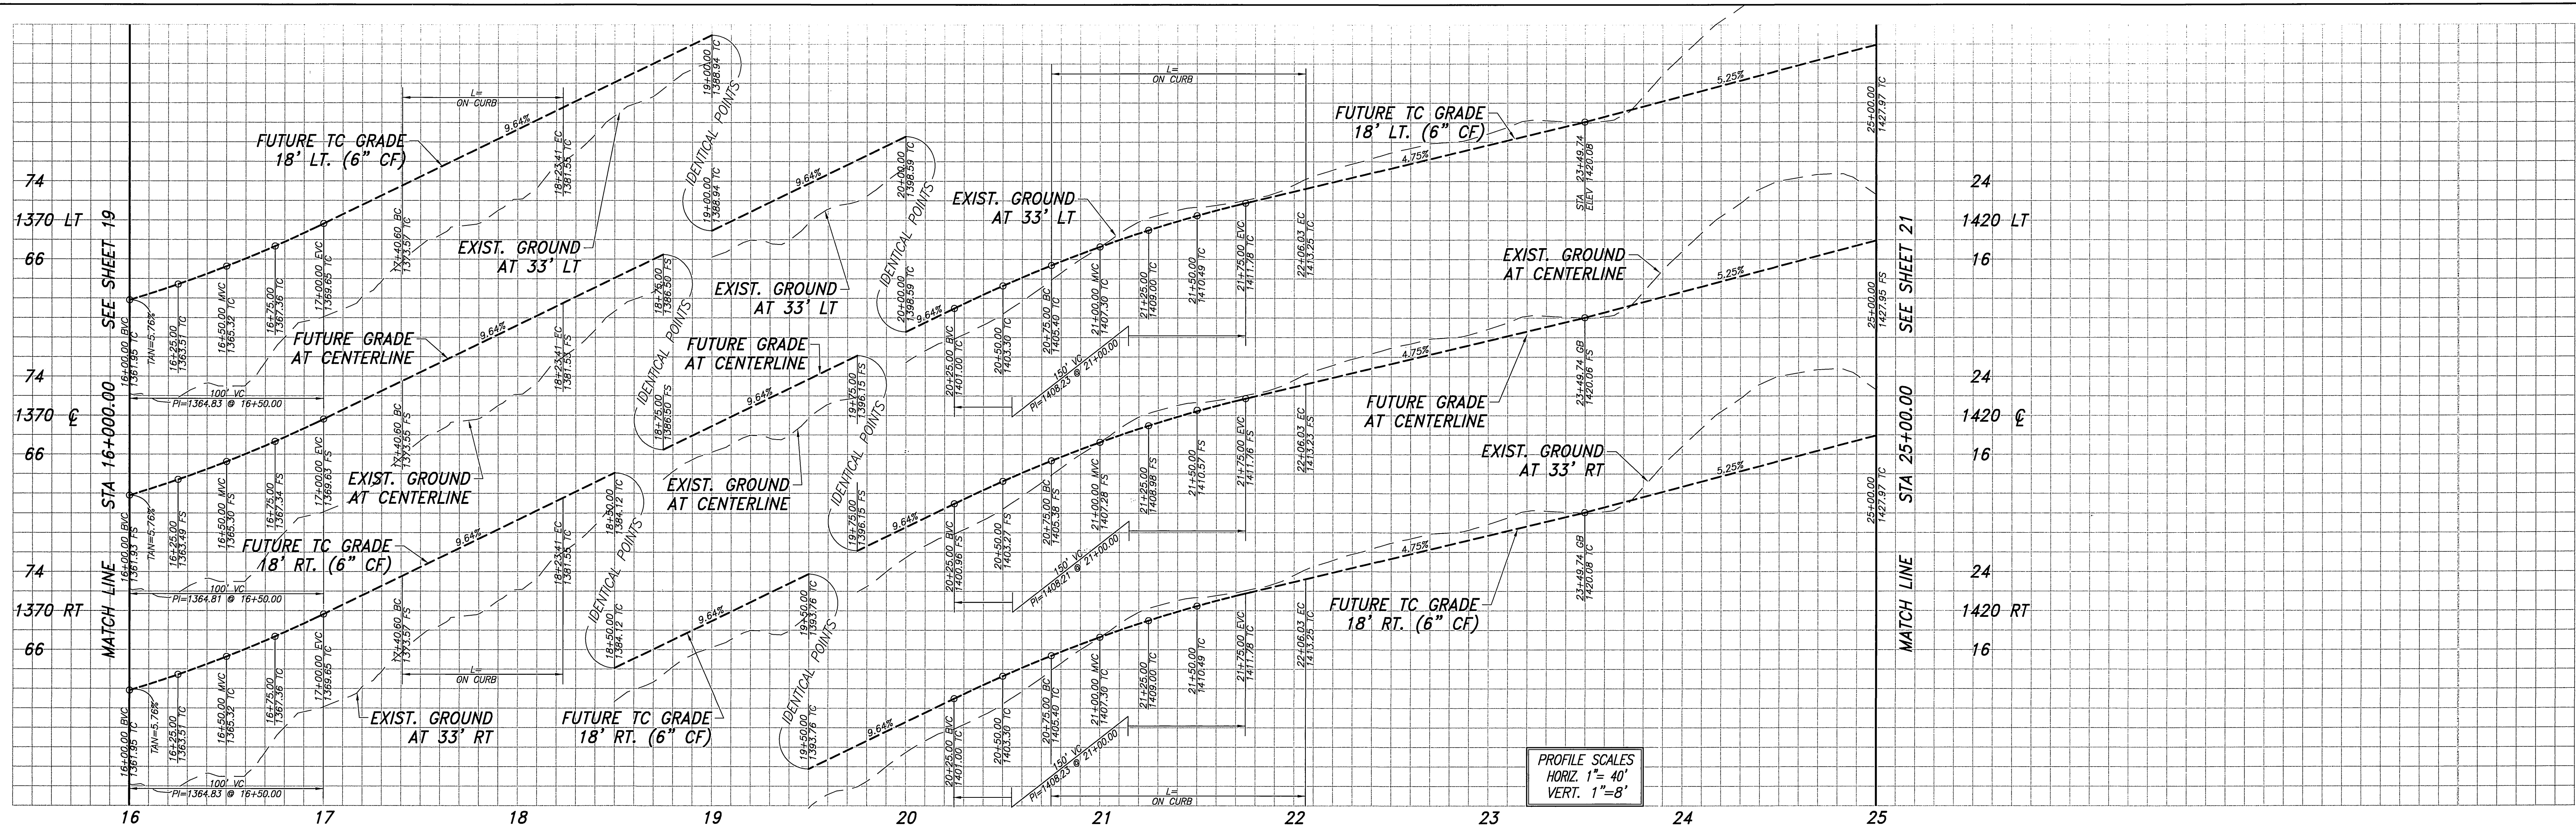 74
1370 LT
66
74
1370 ℄
66
74
1370 RT
66
MATCH LINE STA 16+000.00 SEE SHEET 19
FUTURE TC GRADE
18' LT. (6" CF)
L=
ON CURB
9.64%
EXIST. GROUND
AT 33' LT
16+00.00 BVC
1361.95 TC
TAN=5.76%
16+25.00
1363.51 TC
16+50.00 MVC
1365.32 TC
16+75.00
1367.36 TC
17+00.00 EVC
1369.65 TC
17+40.60 BC
1373.57 TC
18+23.41 EC
1381.55 TC
19+00.00
1388.94 TC
IDENTICAL POINTS
19+00.00
1388.94 TC
100' VC
PI=1364.83 @ 16+50.00
9.64%
EXIST. GROUND
AT 33' LT
20+00.00
1398.59 TC
IDENTICAL POINTS
20+00.00
1398.59 TC
9.64%
EXIST. GROUND
AT 33' LT
L=
ON CURB
20+25.00 BVC
1401.00 TC
20+50.00
1403.30 TC
20+75.00 BC
1405.40 TC
21+00.00 MVC
1407.30 TC
21+25.00
1409.00 TC
21+50.00
1410.49 TC
21+75.00 EVC
1411.78 TC
22+06.03 EC
1413.25 TC
150' VC
PI=1408.23 @ 21+00.00
FUTURE TC GRADE
18' LT. (6" CF)
4.75%
STA 23+49.74
ELEV 1420.08
5.25%
25+00.00
1427.97 TC
FUTURE GRADE
AT CENTERLINE
9.64%
EXIST. GROUND
AT CENTERLINE
16+00.00 BVC
1361.93 FS
TAN=5.76%
16+25.00
1363.49 FS
16+50.00 MVC
1365.30 FS
16+75.00
1367.34 FS
17+00.00 EVC
1369.63 FS
17+40.60 BC
1373.55 FS
18+23.41 EC
1381.53 FS
18+75.00
1386.50 FS
IDENTICAL POINTS
18+75.00
1386.50 FS
100' VC
PI=1364.81 @ 16+50.00
FUTURE GRADE
AT CENTERLINE
9.64%
EXIST. GROUND
AT CENTERLINE
19+75.00
1396.15 FS
IDENTICAL POINTS
19+75.00
1396.15 FS
9.64%
20+25.00 BVC
1400.96 FS
20+50.00
1403.27 FS
20+75.00 BC
1405.38 FS
21+00.00 MVC
1407.28 FS
21+25.00
1408.98 FS
21+50.00
1410.57 FS
21+75.00 EVC
1411.76 FS
22+06.03 EC
1413.23 FS
150' VC
PI=1408.21 @ 21+00.00
EXIST. GROUND
AT CENTERLINE
4.75%
FUTURE GRADE
AT CENTERLINE
23+49.74 GB
1420.06 FS
5.25%
25+00.00
1427.95 FS
FUTURE TC GRADE
18' RT. (6" CF)
9.64%
16+00.00 BVC
1361.95 TC
TAN=5.76%
16+25.00
1363.51 TC
16+50.00 MVC
1365.32 TC
16+75.00
1367.36 TC
17+00.00 EVC
1369.65 TC
17+40.60 BC
1373.57 FS
18+23.41 EC
1381.55 TC
L=
ON CURB
EXIST. GROUND
AT 33' RT
100' VC
PI=1364.83 @ 16+50.00
18+50.00
1384.12 TC
IDENTICAL POINTS
18+50.00
1384.12 TC
9.64%
FUTURE TC GRADE
18' RT. (6" CF)
19+50.00
1393.76 TC
IDENTICAL POINTS
19+50.00
1393.76 TC
9.64%
20+25.00 BVC
1401.00 TC
20+50.00
1403.30 TC
20+75.00 BC
1405.40 TC
21+00.00 MVC
1407.30 TC
21+25.00
1409.00 TC
21+50.00
1410.49 TC
21+75.00 EVC
1411.78 TC
22+06.03 EC
1413.25 TC
150' VC
PI=1408.23 @ 21+00.00
L=
ON CURB
EXIST. GROUND
AT 33' RT
4.75%
FUTURE TC GRADE
18' RT. (6" CF)
23+49.74 GB
1420.08 TC
5.25%
25+00.00
1427.97 TC
MATCH LINE STA 25+00.00 SEE SHEET 21
24
1420 LT
16
24
1420 ℄
16
24
1420 RT
16
PROFILE SCALES
HORIZ. 1"= 40'
VERT. 1"=8'
16 17 18 19 20 21 22 23 24 25